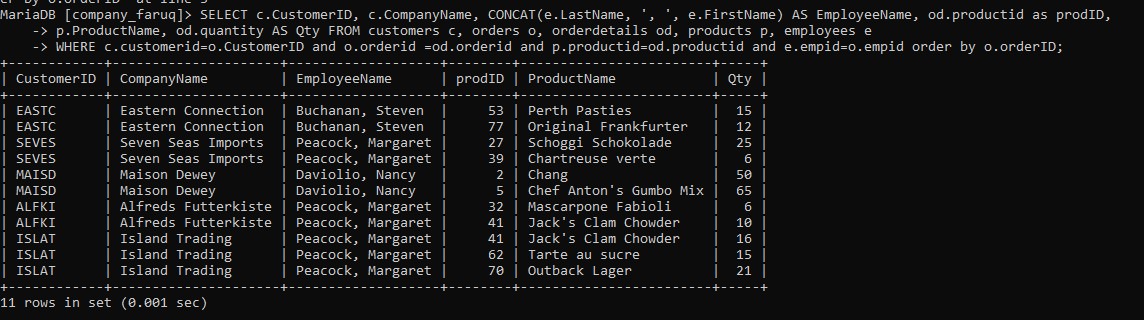 er by o.orderID' at line 3
MariaDB [company_faruq]> SELECT c.CustomerID, c.CompanyName, CONCAT(e.LastName, ', ', e.FirstName) AS EmployeeName, od.productid as prodID,
    -> p.ProductName, od.quantity AS Qty FROM customers c, orders o, orderdetails od, products p, employees e
    -> WHERE c.customerid=o.CustomerID and o.orderid =od.orderid and p.productid=od.productid and e.empid=o.empid order by o.orderID;
+------------+---------------------+-------------------+--------+------------------------+-----+
| CustomerID | CompanyName         | EmployeeName      | prodID | ProductName            | Qty |
+------------+---------------------+-------------------+--------+------------------------+-----+
| EASTC      | Eastern Connection  | Buchanan, Steven  |     53 | Perth Pasties          |  15 |
| EASTC      | Eastern Connection  | Buchanan, Steven  |     77 | Original Frankfurter   |  12 |
| SEVES      | Seven Seas Imports  | Peacock, Margaret |     27 | Schoggi Schokolade     |  25 |
| SEVES      | Seven Seas Imports  | Peacock, Margaret |     39 | Chartreuse verte       |   6 |
| MAISD      | Maison Dewey        | Daviolio, Nancy   |      2 | Chang                  |  50 |
| MAISD      | Maison Dewey        | Daviolio, Nancy   |      5 | Chef Anton's Gumbo Mix |  65 |
| ALFKI      | Alfreds Futterkiste | Peacock, Margaret |     32 | Mascarpone Fabioli     |   6 |
| ALFKI      | Alfreds Futterkiste | Peacock, Margaret |     41 | Jack's Clam Chowder    |  10 |
| ISLAT      | Island Trading      | Peacock, Margaret |     41 | Jack's Clam Chowder    |  16 |
| ISLAT      | Island Trading      | Peacock, Margaret |     62 | Tarte au sucre         |  15 |
| ISLAT      | Island Trading      | Peacock, Margaret |     70 | Outback Lager          |  21 |
+------------+---------------------+-------------------+--------+------------------------+-----+
11 rows in set (0.001 sec)